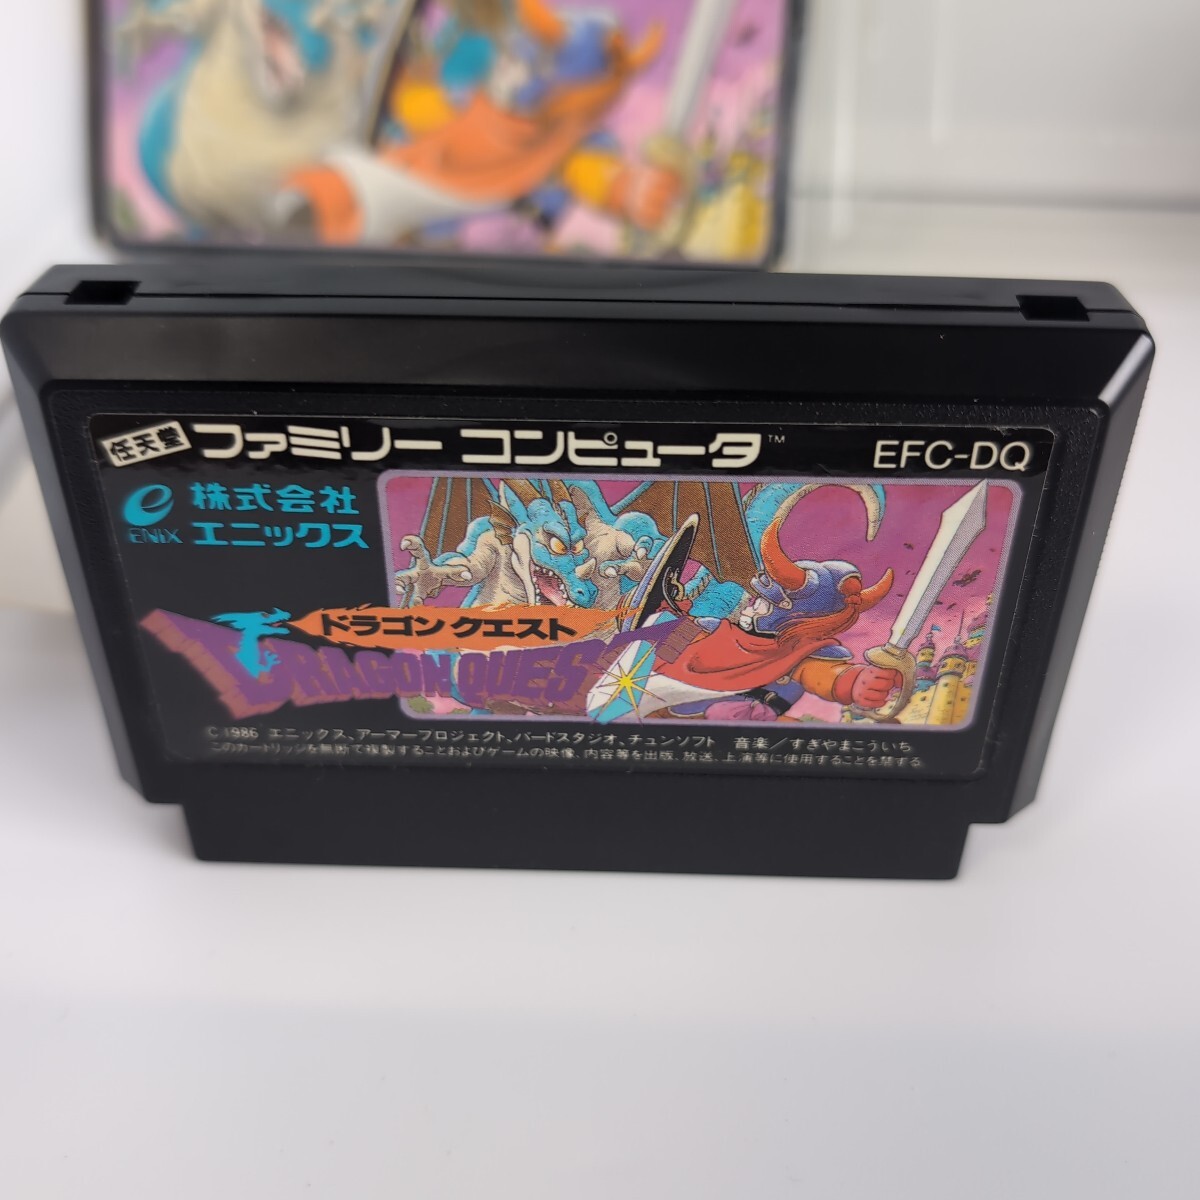 任天堂 ファミリーコンピュータ™ EFC-DQ
ENIX 株式会社
エニックス
ドラゴンクエスト
DRAGON QUEST
C 1986 エニックス、アーマープロジェクト、バードスタジオ、チュンソフト 音楽/すぎやまこういち
このカートリッジを無断で複製することおよびゲームの映像、内容等を出版、放送、上演等に使用することを禁する。